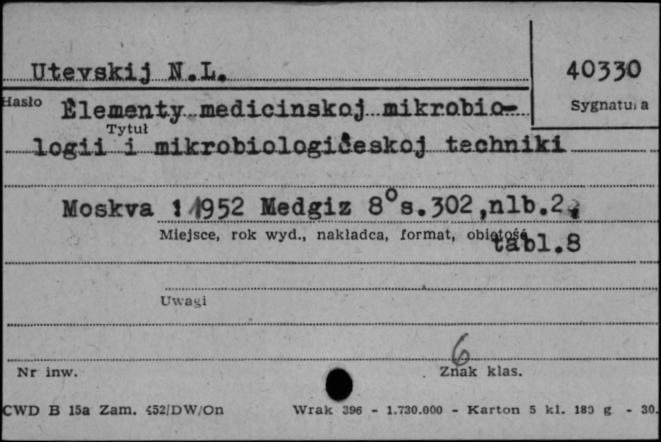 Utevskij N.L.
40330
Hasło Elementy medicinskoj mikrobio-
Sygnatura
Tytuł
logii i mikrobiologičeskoj techniki
Moskva 1952 Medgiz 8° s.302,nlb.2,
Miejsce, rok wyd., nakładca, format, objętość
tabl.8
Uwagi
6
Nr inw.
Znak klas.
CWD B 15a Zam. 452/DW/On Wrak 396 - 1.730.000 - Karton 5 kl. 180 g - 30.